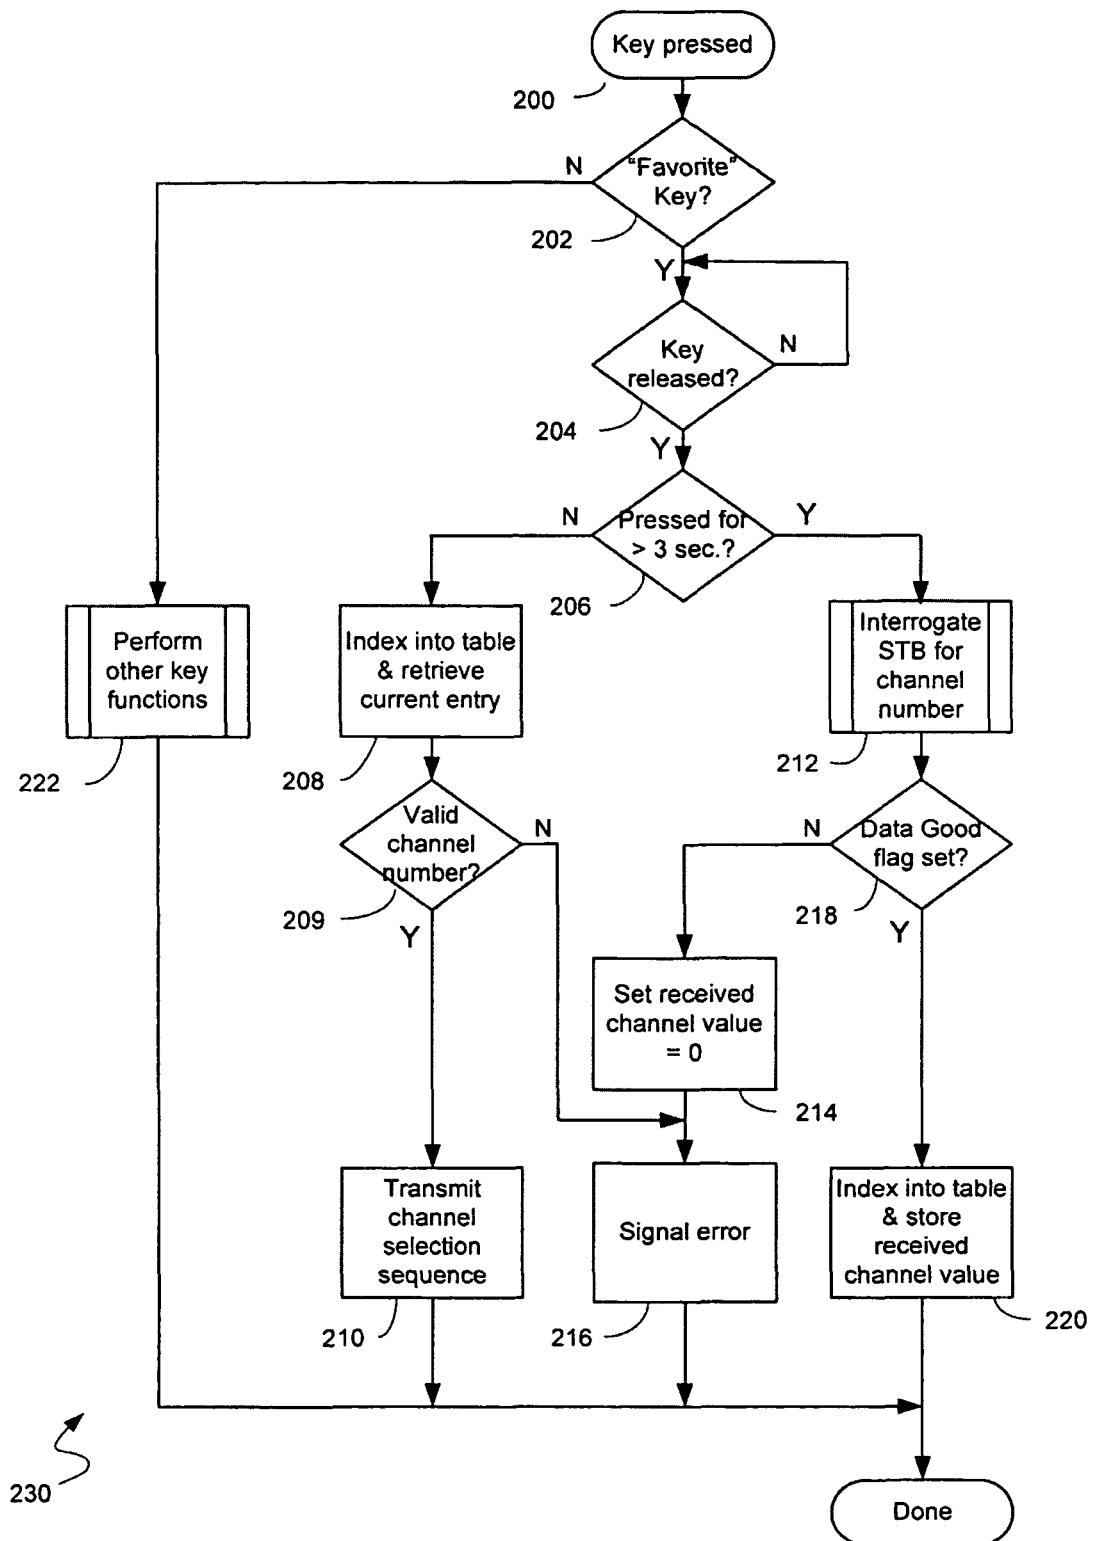 Key pressed
200
N
"Favorite"
Key?
202
Y
Key
released?
N
204
Y
N
Pressed for
> 3 sec.?
Y
206
Perform
other key
functions
222
Index into table
& retrieve
current entry
208
Interrogate
STB for
channel
number
212
Valid
channel
number?
N
209
Y
N
Data Good
flag set?
218
Y
Set received
channel value
= 0
214
Transmit
channel
selection
sequence
210
Signal error
216
Index into table
& store
received
channel value
220
230
Done